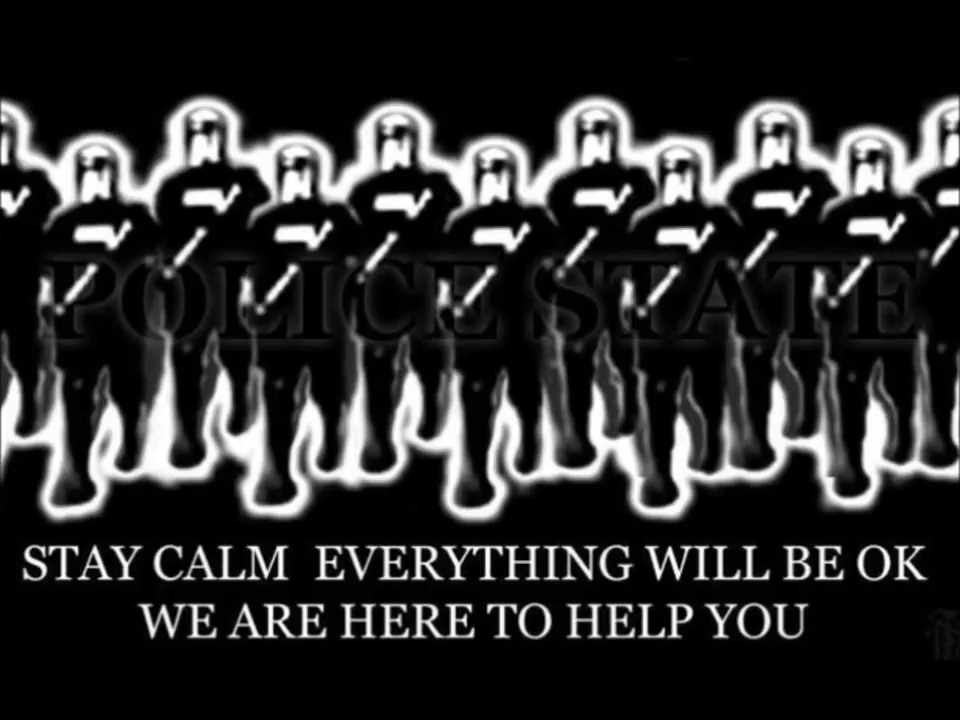 POLICE STATE
STAY CALM EVERYTHING WILL BE OK
WE ARE HERE TO HELP YOU